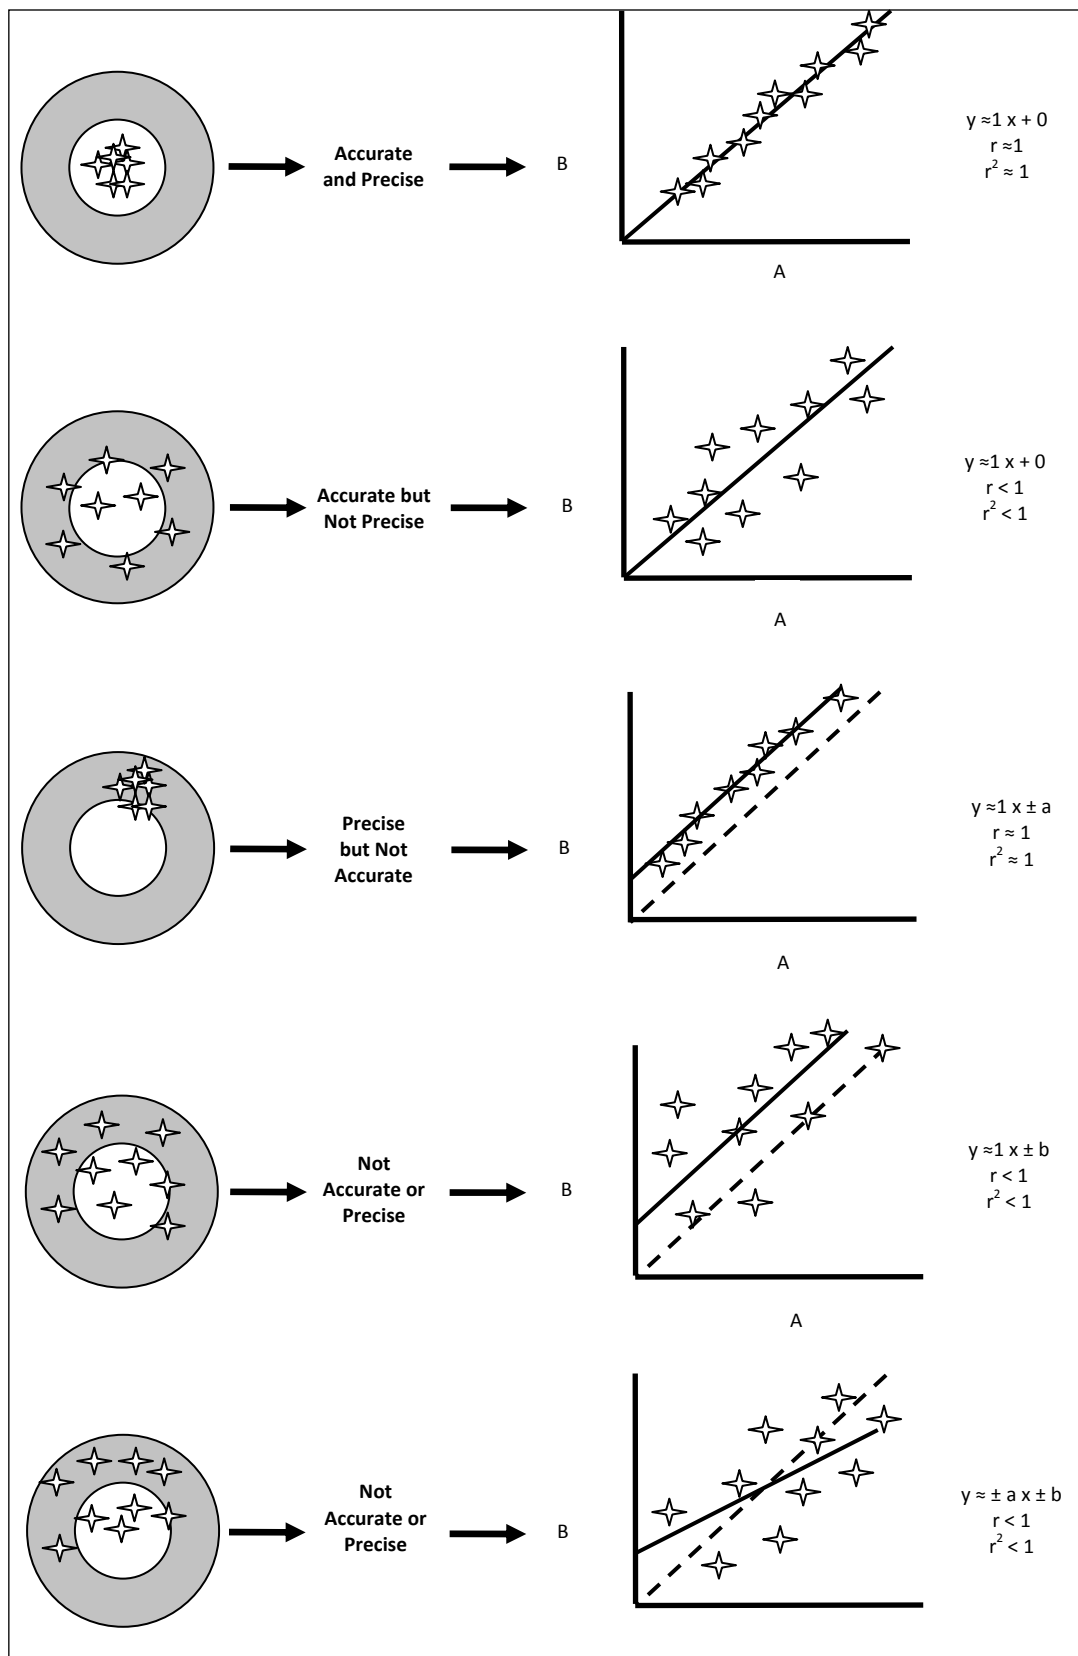 Accurate
and Precise
B
A
y ≈1 x + 0
r ≈1
r² ≈ 1
Accurate but
Not Precise
B
A
y ≈1 x + 0
r < 1
r² < 1
Precise
but Not
Accurate
B
A
y ≈1 x ± a
r ≈ 1
r² ≈ 1
Not
Accurate or
Precise
B
A
y ≈1 x ± b
r < 1
r² < 1
Not
Accurate or
Precise
B
y ≈ ± a x ± b
r < 1
r² < 1